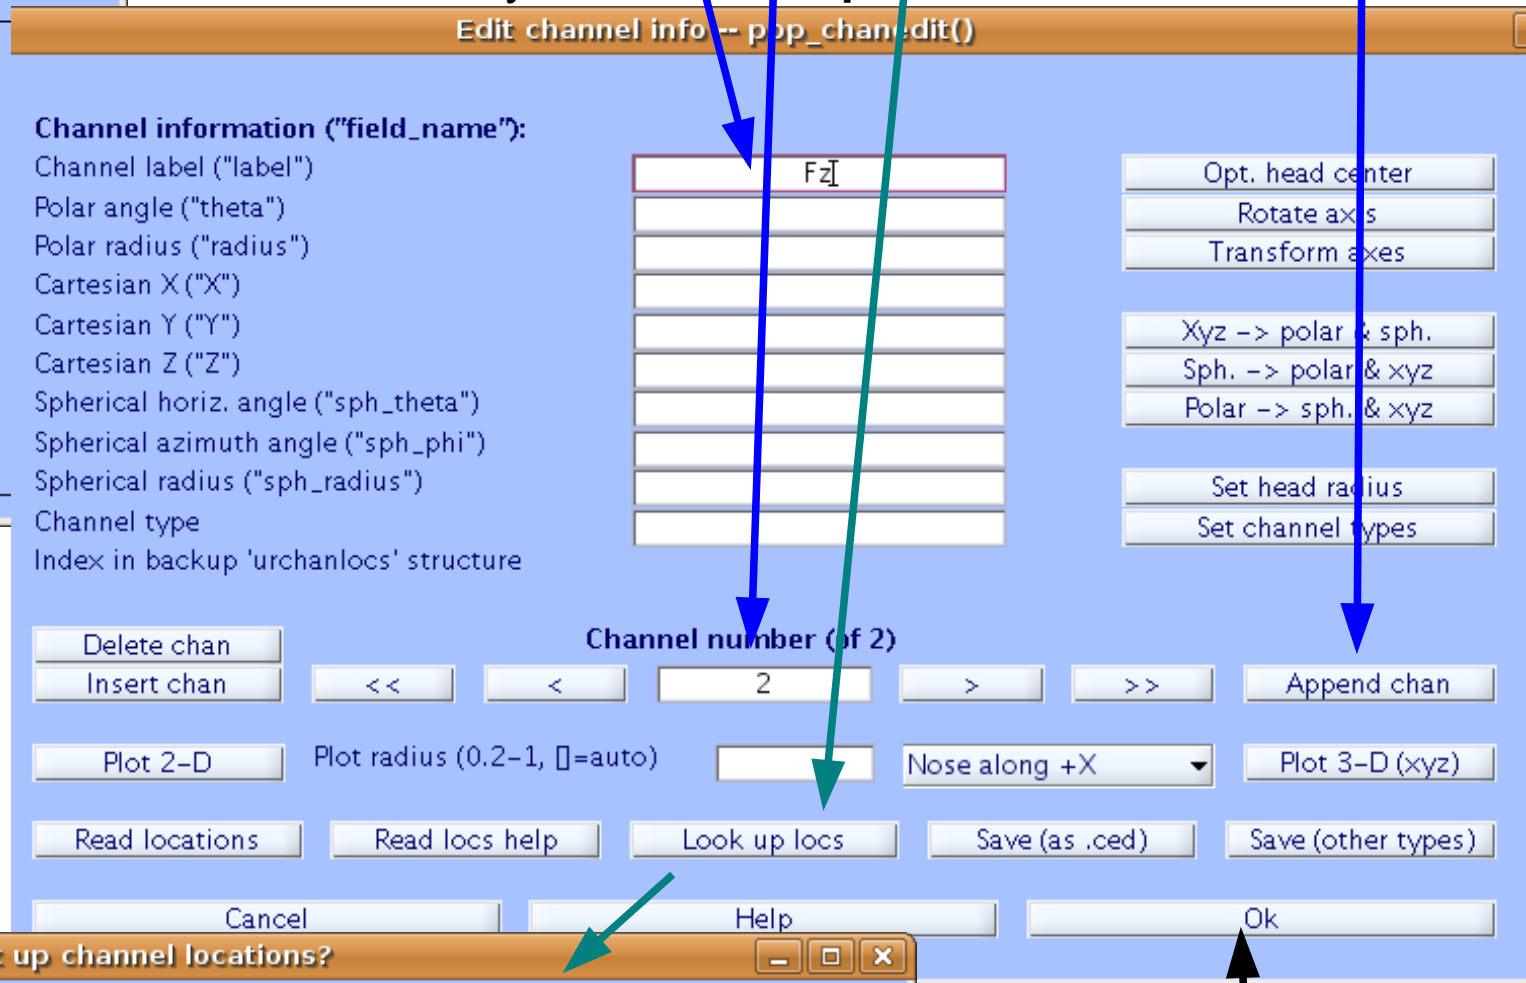 Edit channel info -- pop_chanedit()
Channel information ("field_name"):
Channel label ("label") Fz Opt. head center
Polar angle ("theta") Rotate axis
Polar radius ("radius") Transform axes
Cartesian X ("X")
Cartesian Y ("Y") Xyz -> polar & sph.
Cartesian Z ("Z") Sph. -> polar & xyz
Spherical horiz. angle ("sph_theta") Polar -> sph. & xyz
Spherical azimuth angle ("sph_phi")
Spherical radius ("sph_radius") Set head radius
Channel type Set channel types
Index in backup 'urchanlocs' structure
Delete chan Channel number (of 2)
Insert chan << < 2 > >> Append chan
Plot 2-D Plot radius (0.2-1, []=auto) Nose along +X Plot 3-D (xyz)
Read locations Read locs help Look up locs Save (as .ced) Save (other types)
Cancel Help Ok
up channel locations?